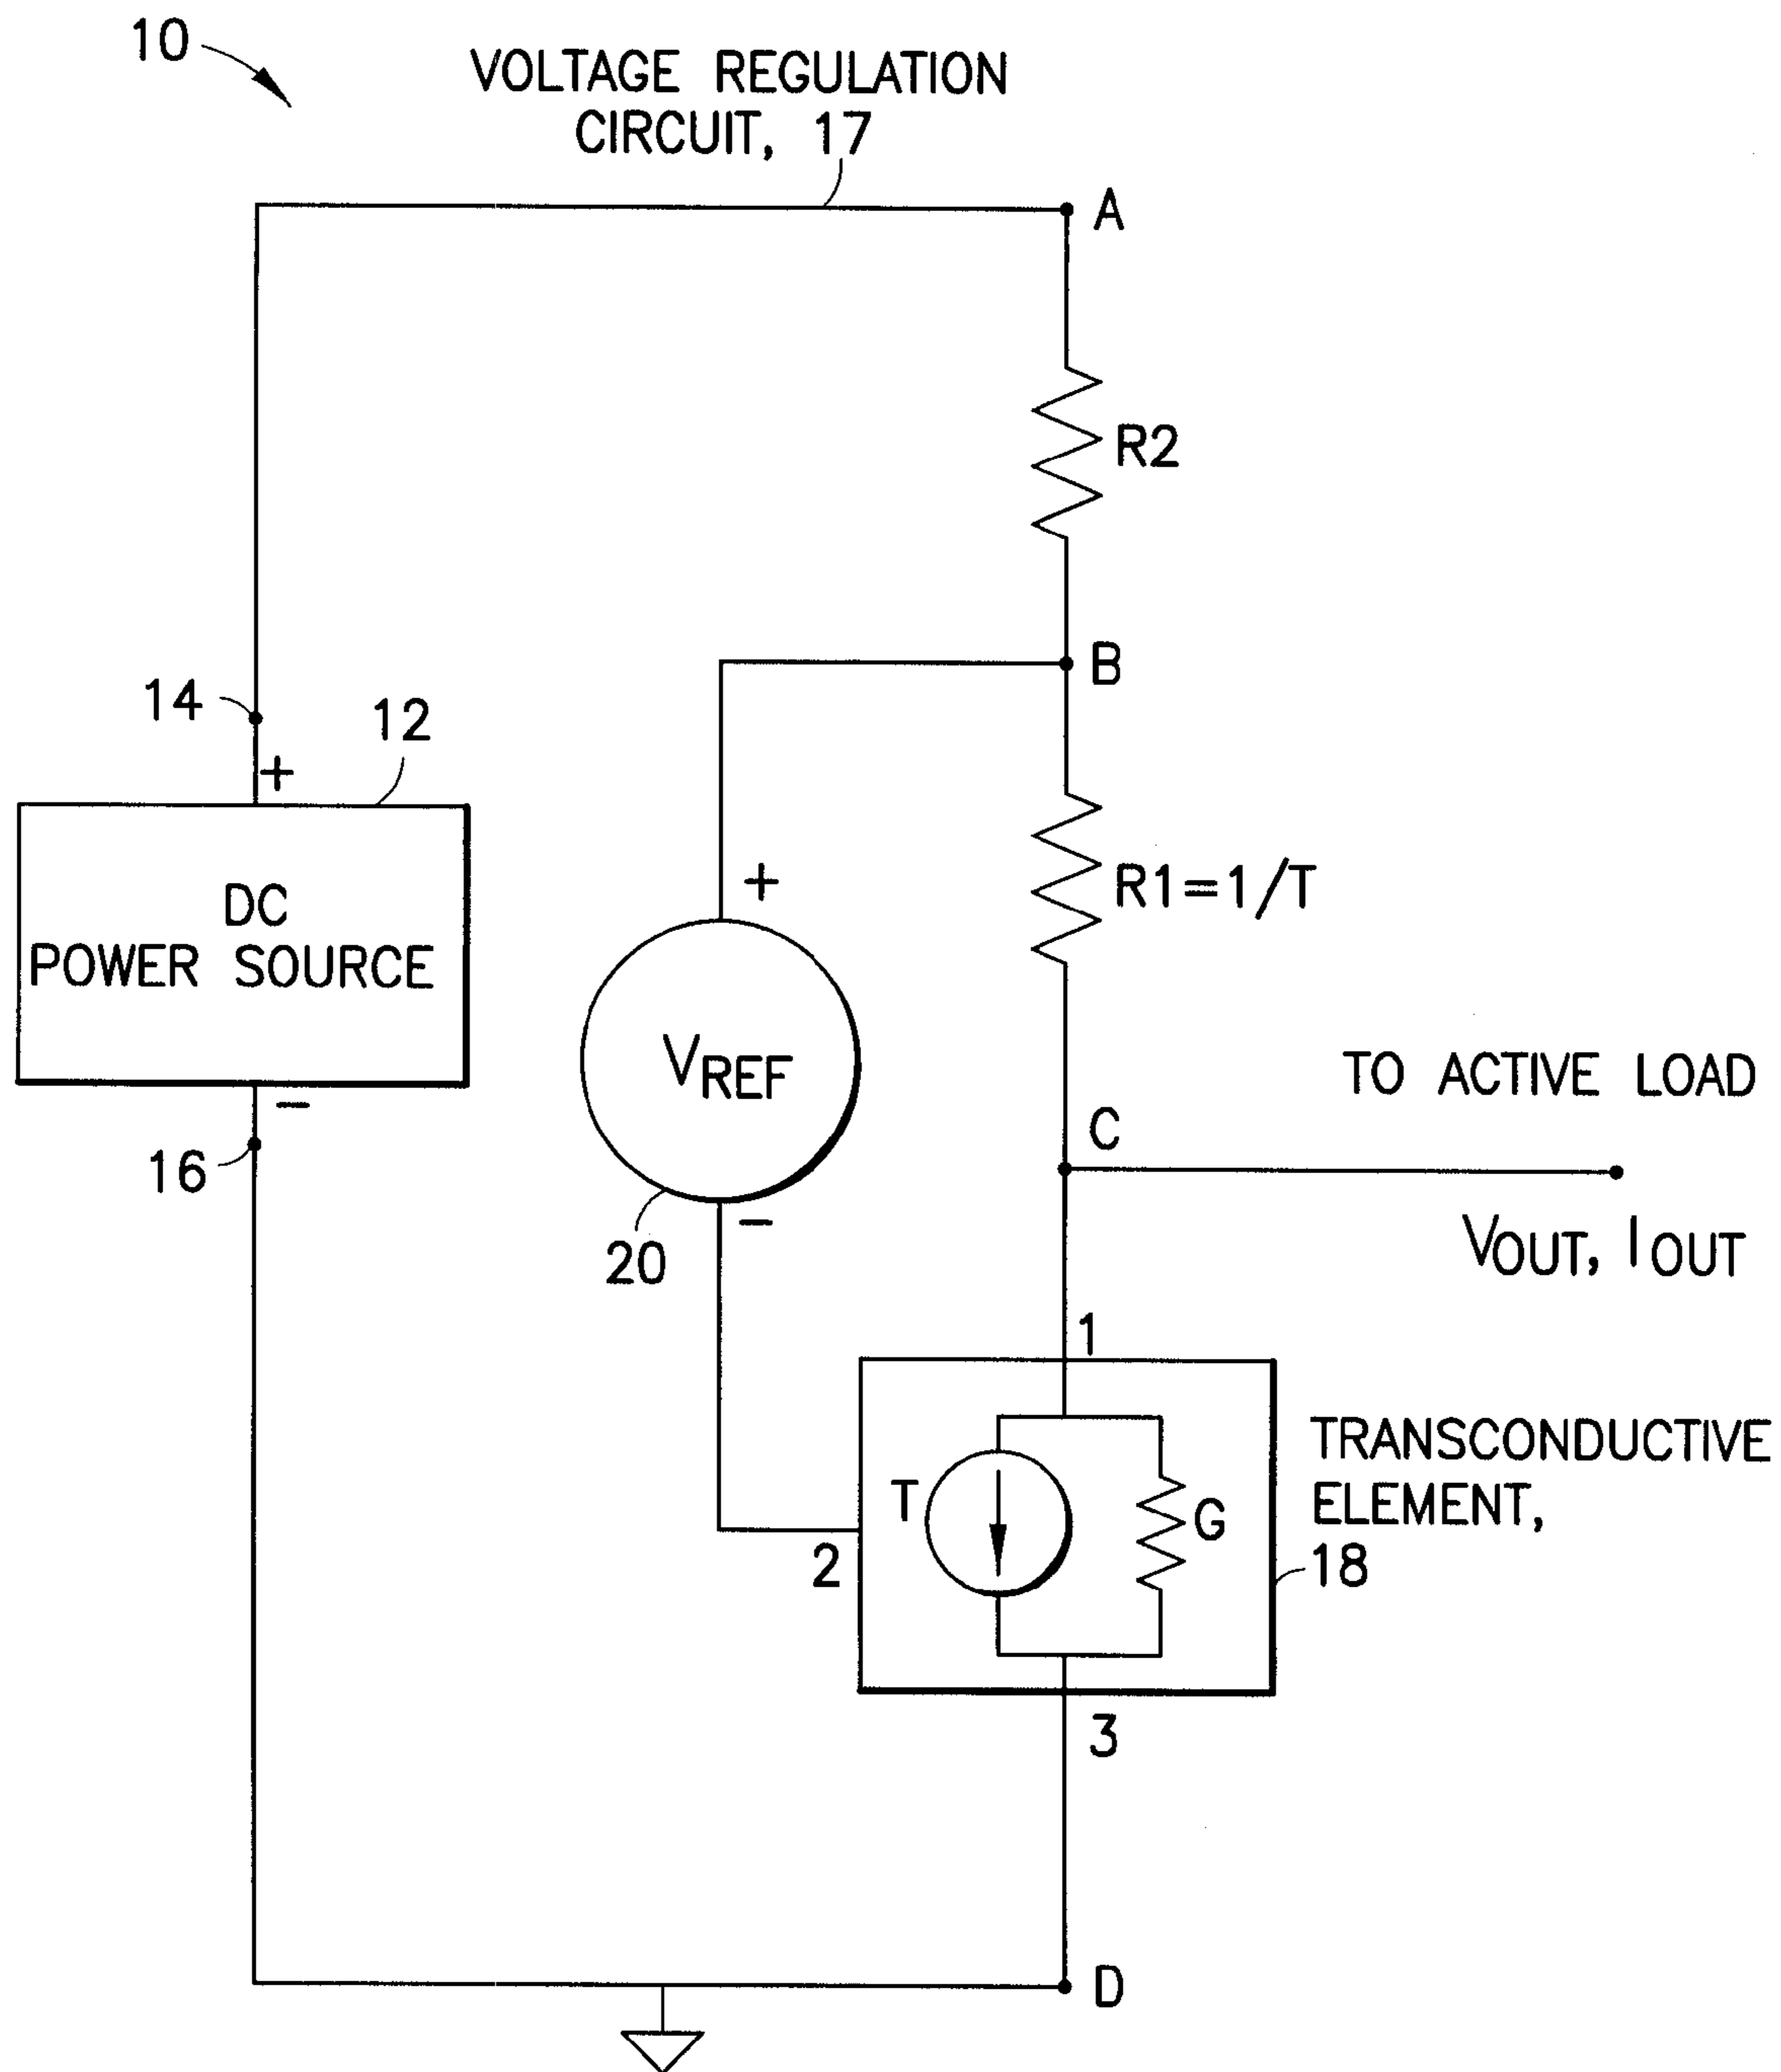 10
VOLTAGE REGULATION
CIRCUIT, 17
A
R2
B
14
12
+
DC
POWER SOURCE
-
16
+
VREF
-
20
R1=1/T
C
TO ACTIVE LOAD
VOUT, IOUT
1
T
G
2
3
TRANSCONDUCTIVE
ELEMENT,
18
D